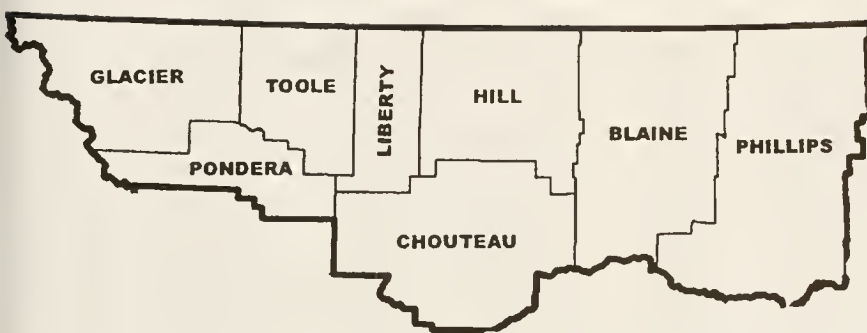 GLACIER
TOOLE
LIBERTY
HILL
BLAINE
PHILLIPS
PONDERA
CHOUTEAU